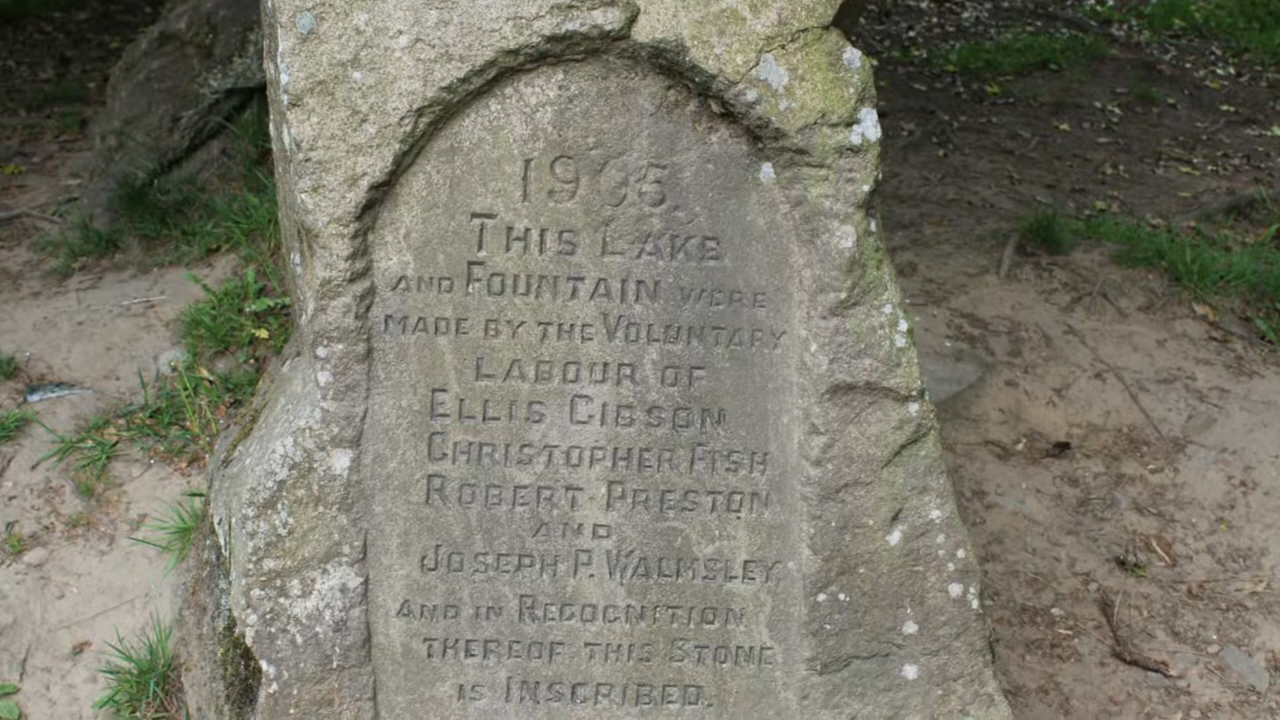 1906.
THIS LAKE
AND FOUNTAIN WERE
MADE BY THE VOLUNTARY
LABOUR OF
ELLIS GIBSON
CHRISTOPHER FISH
ROBERT PRESTON
AND
JOSEPH P. WALMSLEY
AND IN RECOGNITION
THEREOF THIS STONE
IS INSCRIBED.